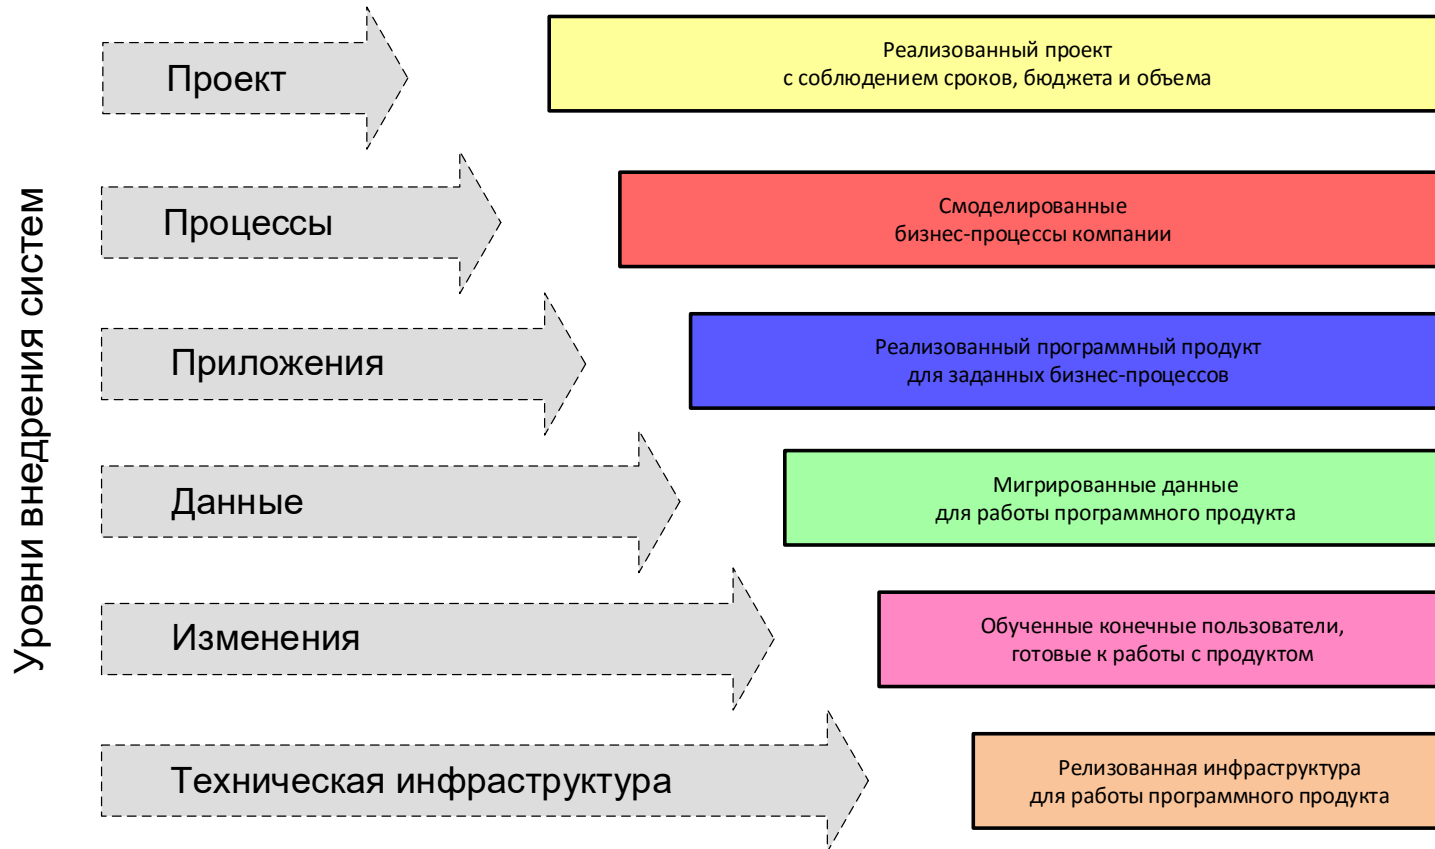 Уровни внедрения систем
Проект
Реализованный проект
с соблюдением сроков, бюджета и объема
Процессы
Смоделированные
бизнес-процессы компании
Приложения
Реализованный программный продукт
для заданных бизнес-процессов
Данные
Мигрированные данные
для работы программного продукта
Изменения
Обученные конечные пользователи,
готовые к работы с продуктом
Техническая инфраструктура
Релизованная инфраструктура
для работы программного продукта